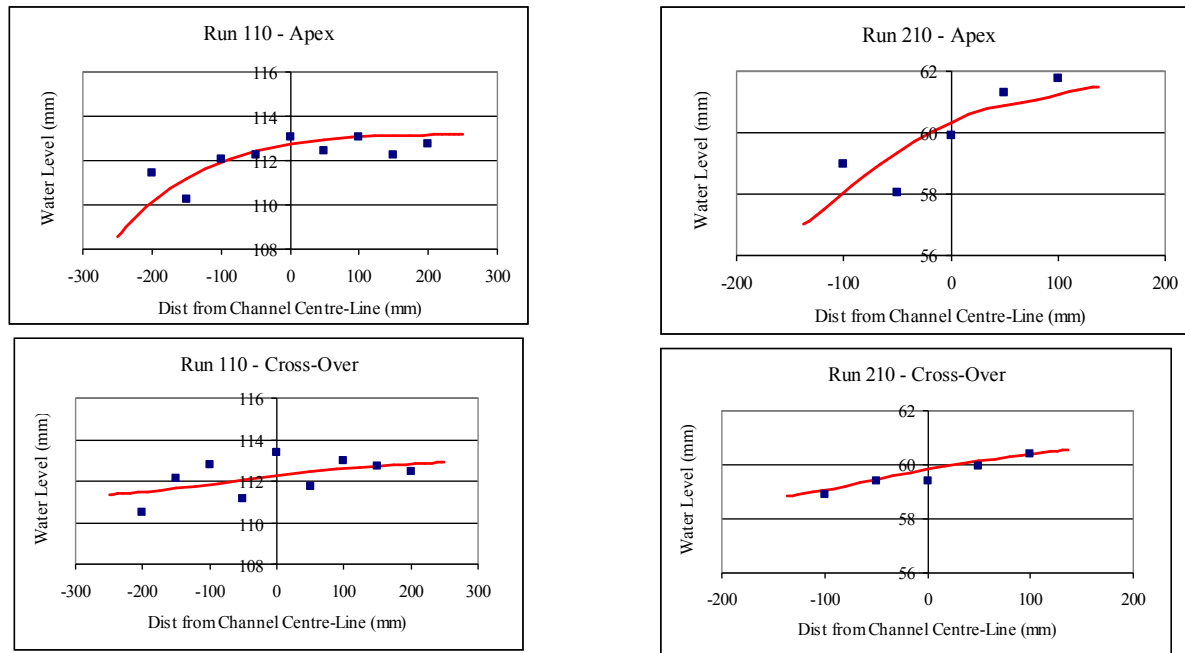 Run 110 - Apex
Water Level (mm)
116
114
112
110
108
-300 -200 -100 0 100 200 300
Dist from Channel Centre-Line (mm)
Run 210 - Apex
Water Level (mm)
62
60
58
56
-200 -100 0 100 200
Dist from Channel Centre-Line (mm)
Run 110 - Cross-Over
Water Level (mm)
116
114
112
110
108
-300 -200 -100 0 100 200 300
Dist from Channel Centre-Line (mm)
Run 210 - Cross-Over
Water Level (mm)
62
60
58
56
-200 -100 0 100 200
Dist from Channel Centre-Line (mm)